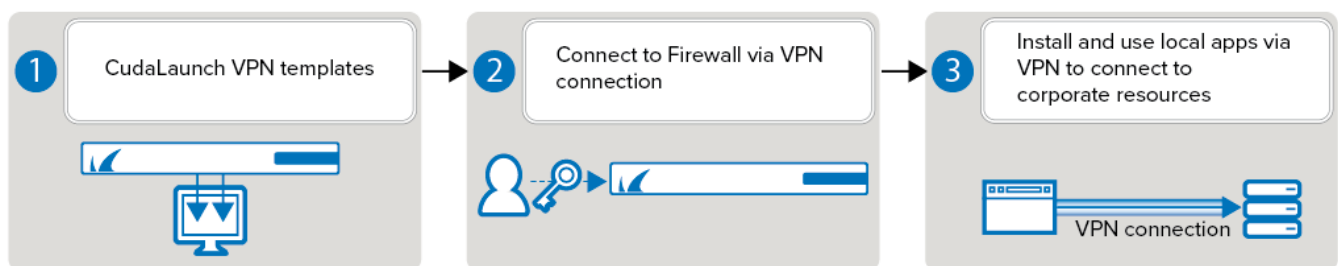 1
CudaLaunch VPN templates
2
Connect to Firewall via VPN
connection
3
Install and use local apps via
VPN to connect to
corporate resources
VPN connection